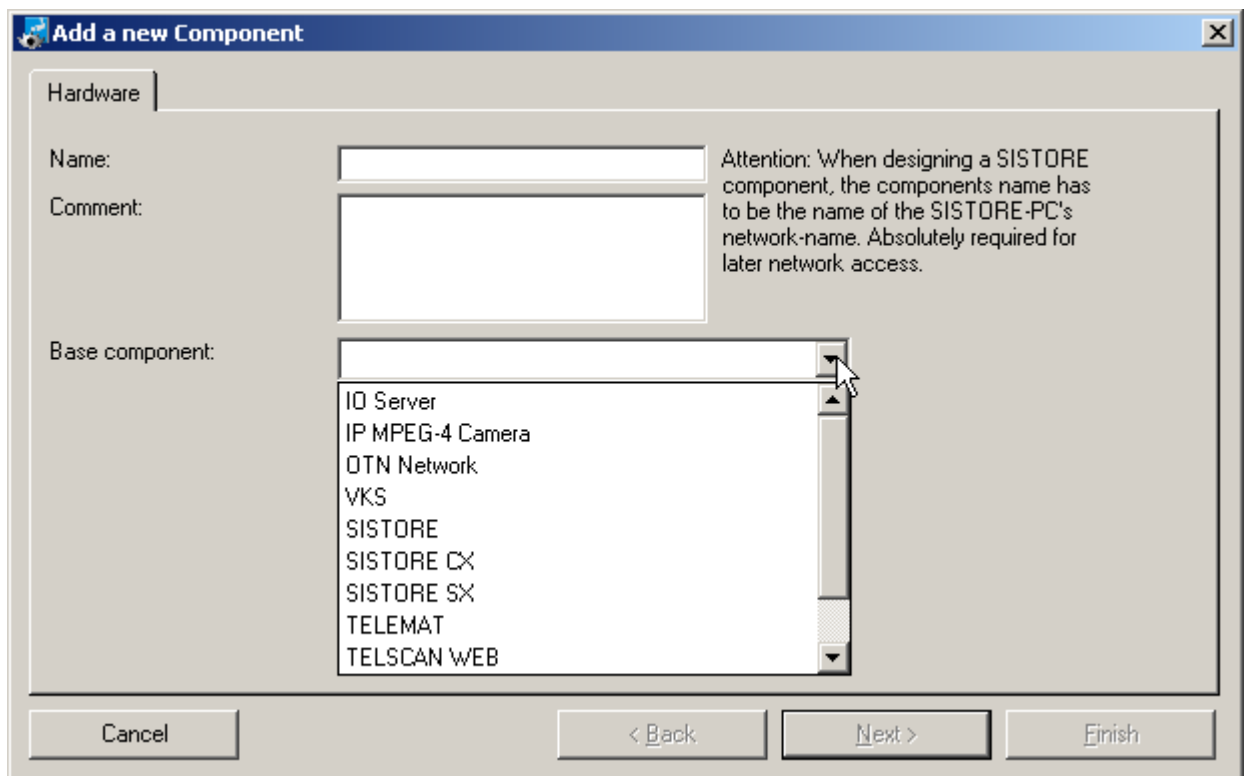 Add a new Component
Hardware
Name:
Attention: When designing a SISTORE
component, the components name has
to be the name of the SISTORE-PC's
network-name. Absolutely required for
later network access.
Comment:
Base component:
IO Server
IP MPEG-4 Camera
OTN Network
VKS
SISTORE
SISTORE CX
SISTORE SX
TELEMAT
TELSCAN WEB
Cancel
< Back
Next >
Finish